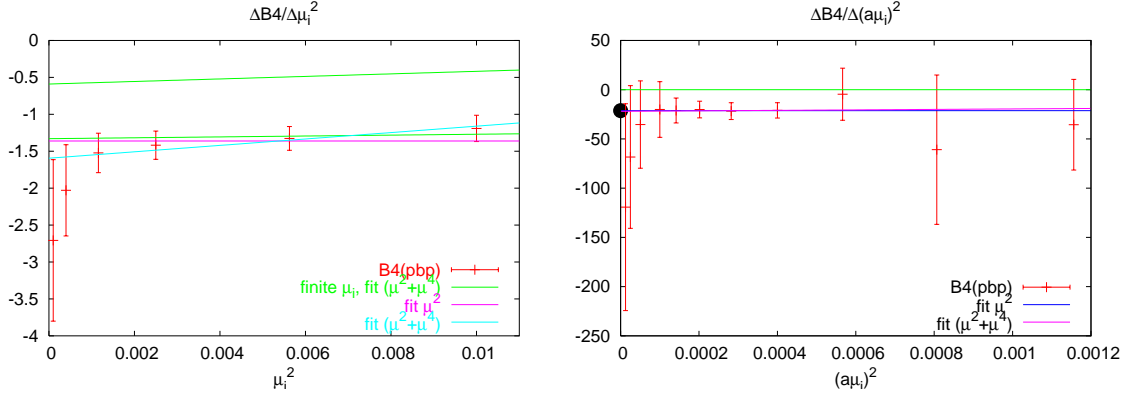 ΔB4/Δμᵢ²
0
-0.5
-1
-1.5
-2
-2.5
-3
-3.5
-4
0
0.002
0.004
0.006
0.008
0.01
μᵢ²
B4(pbp)
finite μᵢ, fit (μ²+μ⁴)
fit μ²
fit (μ²+μ⁴)
ΔB4/Δ(aμᵢ)²
50
0
-50
-100
-150
-200
-250
0
0.0002
0.0004
0.0006
0.0008
0.001
0.0012
(aμᵢ)²
B4(pbp)
fit μ²
fit (μ²+μ⁴)